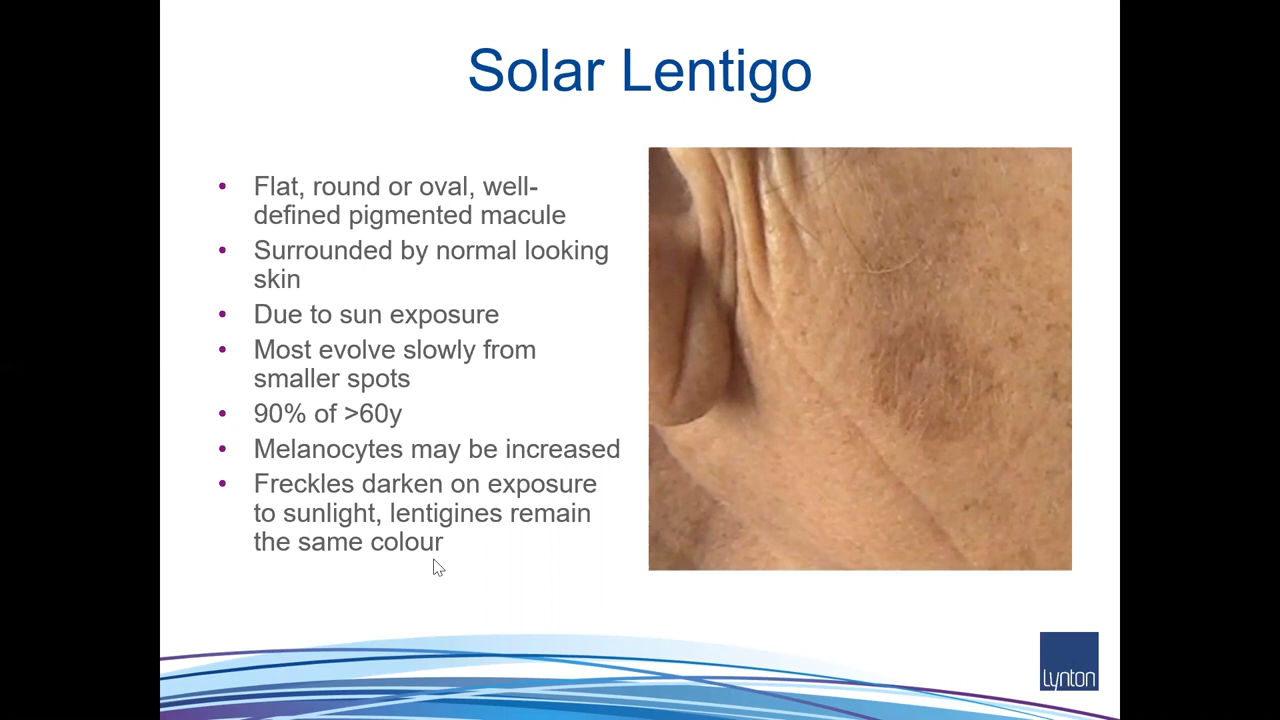 Solar Lentigo
• Flat, round or oval, well-
defined pigmented macule
• Surrounded by normal looking
skin
• Due to sun exposure
• Most evolve slowly from
smaller spots
• 90% of >60y
• Melanocytes may be increased
• Freckles darken on exposure
to sunlight, lentigines remain
the same colour
Lynton